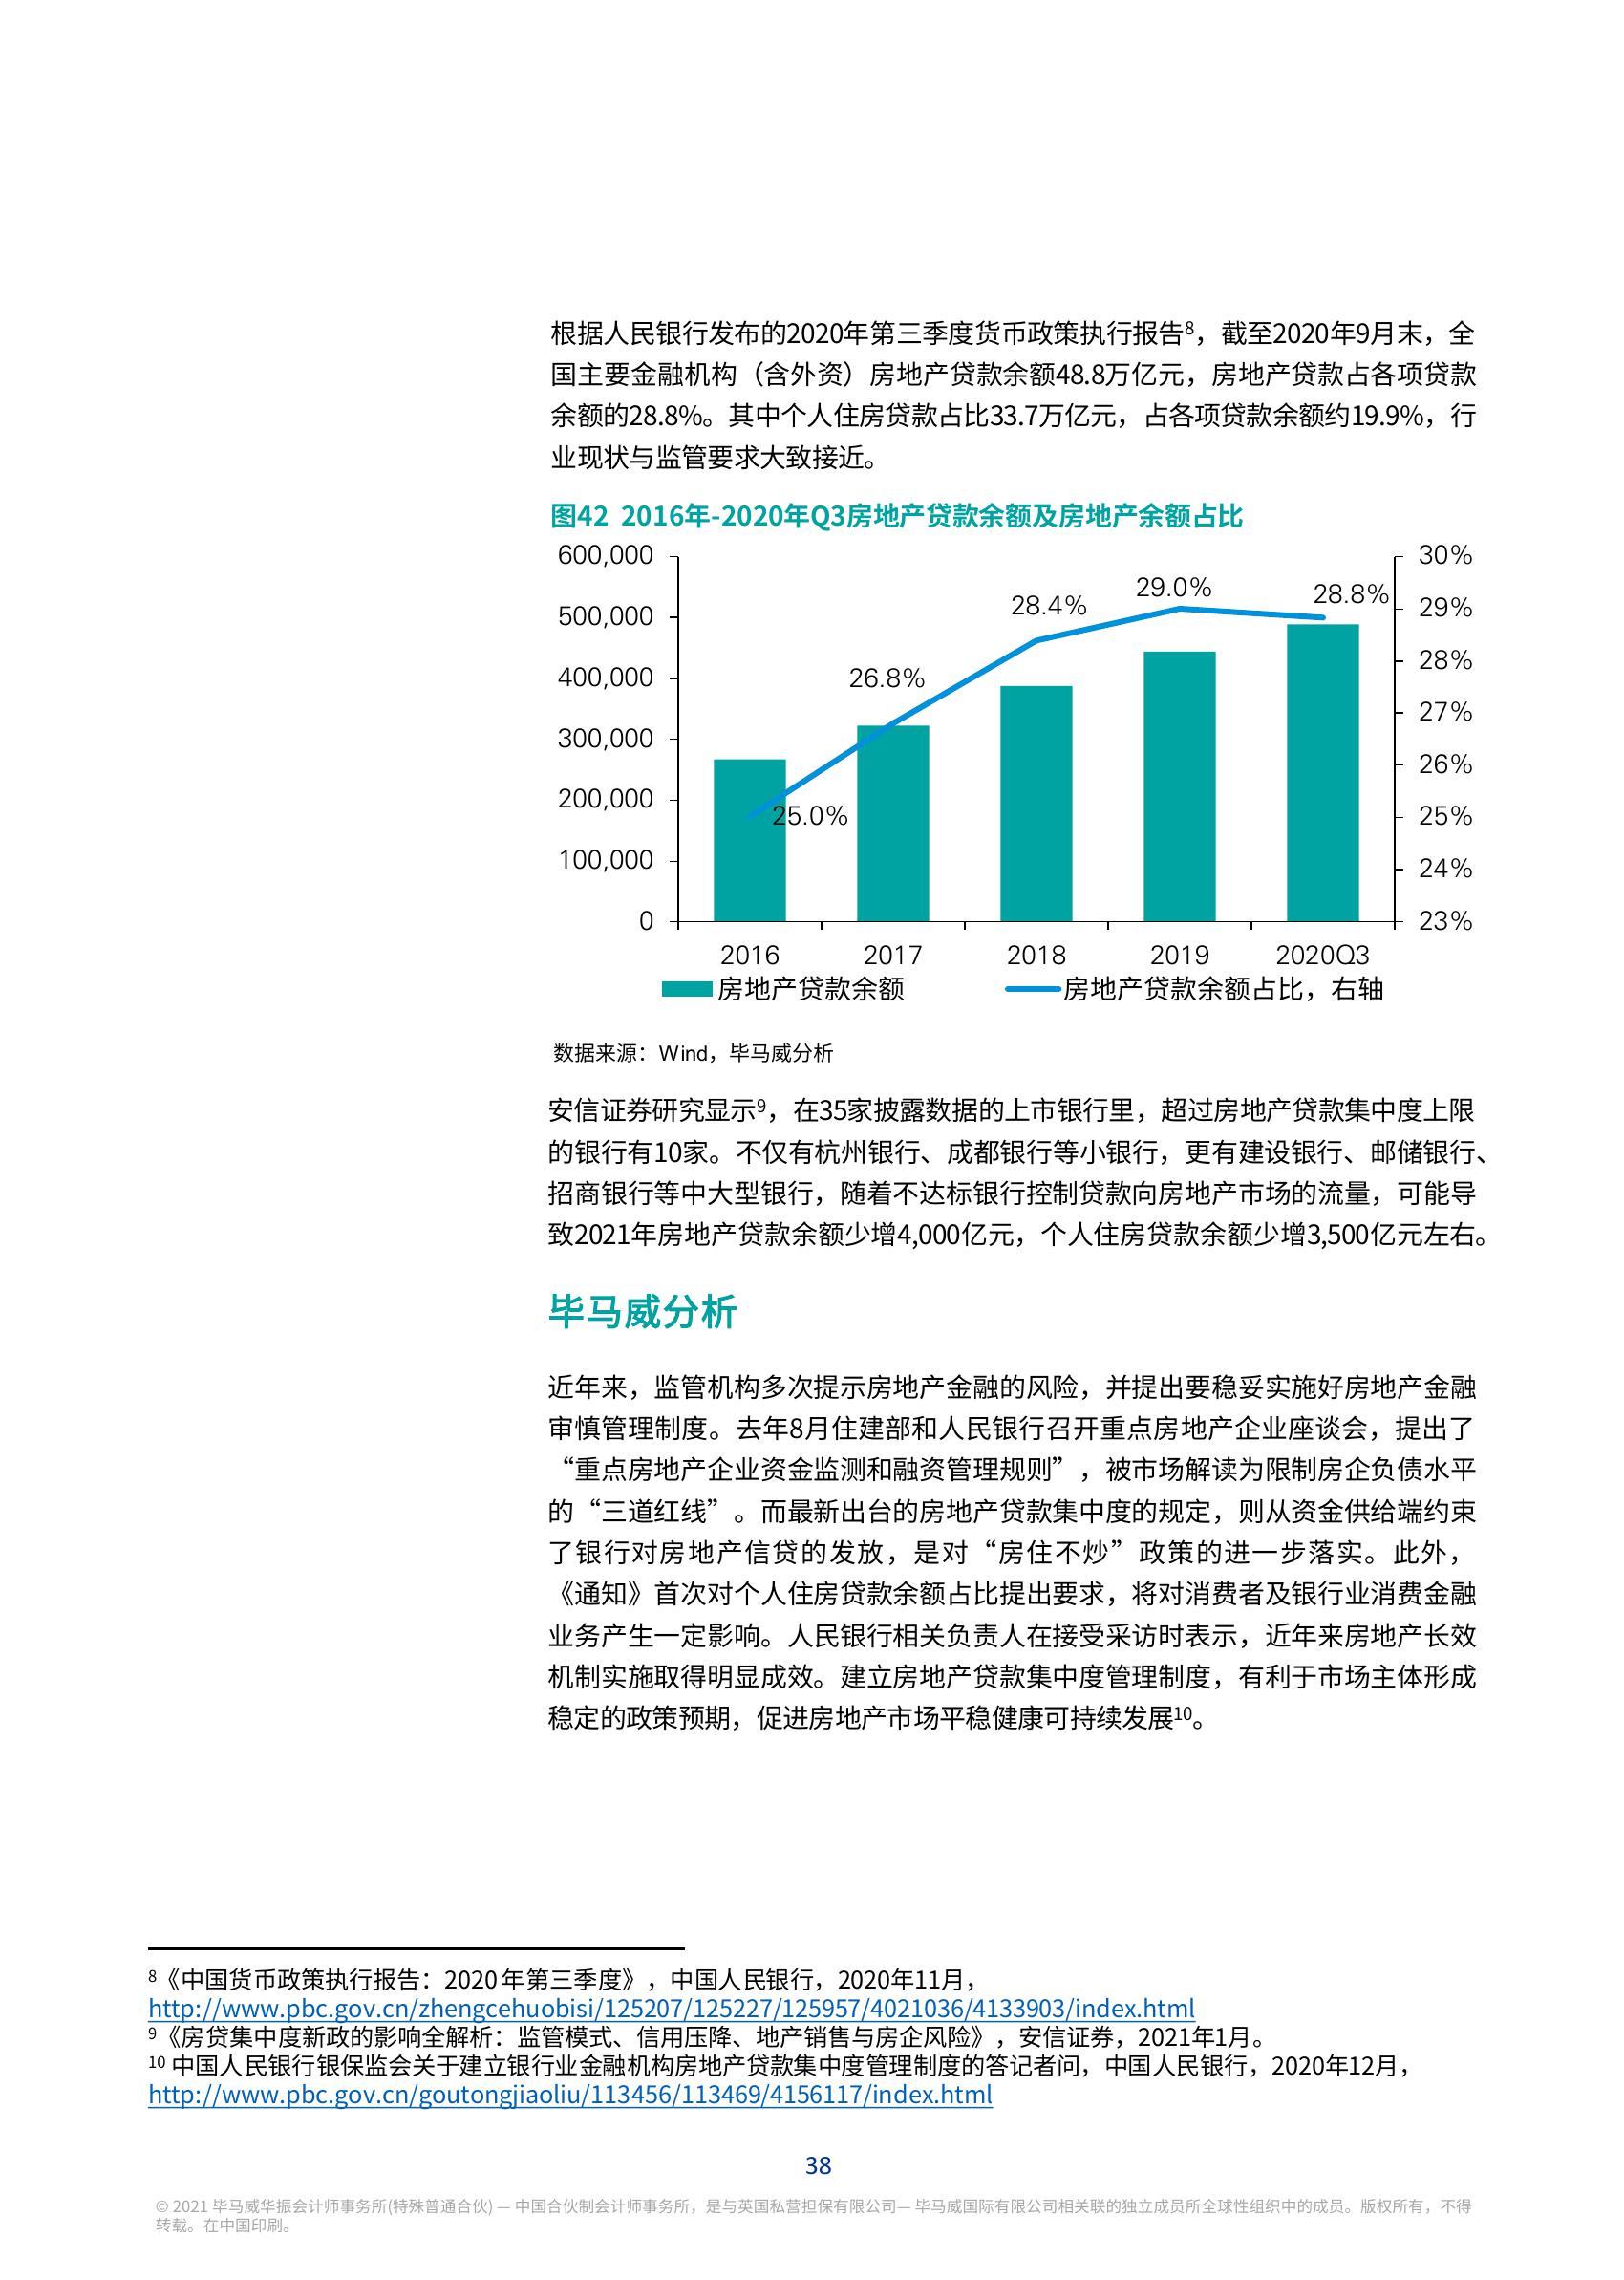 根据人民银行发布的2020年第三季度货币政策执行报告8，截至2020年9月末，全
国主要金融机构（含外资）房地产贷款余额48.8万亿元，房地产贷款占各项贷款
余额的28.8%。其中个人住房贷款占比33.7万亿元，占各项贷款余额约19.9%，行
业现状与监管要求大致接近。
图42 2016年-2020年Q3房地产贷款余额及房地产余额占比
600,000
500,000
400,000
300,000
200,000
100,000
0
25.0%
26.8%
28.4%
29.0%
28.8%
30%
29%
28%
27%
26%
25%
24%
23%
2016 2017 2018 2019 2020Q3
房地产贷款余额 房地产贷款余额占比，右轴
数据来源：Wind，毕马威分析
安信证券研究显示9，在35家披露数据的上市银行里，超过房地产贷款集中度上限
的银行有10家。不仅有杭州银行、成都银行等小银行，更有建设银行、邮储银行、
招商银行等中大型银行，随着不达标银行控制贷款向房地产市场的流量，可能导
致2021年房地产贷款余额少增4,000亿元，个人住房贷款余额少增3,500亿元左右。
毕马威分析
近年来，监管机构多次提示房地产金融的风险，并提出要稳妥实施好房地产金融
审慎管理制度。去年8月住建部和人民银行召开重点房地产企业座谈会，提出了
“重点房地产企业资金监测和融资管理规则”，被市场解读为限制房企负债水平
的“三道红线”。而最新出台的房地产贷款集中度的规定，则从资金供给端约束
了银行对房地产信贷的发放，是对“房住不炒”政策的进一步落实。此外，
《通知》首次对个人住房贷款余额占比提出要求，将对消费者及银行业消费金融
业务产生一定影响。人民银行相关负责人在接受采访时表示，近年来房地产长效
机制实施取得明显成效。建立房地产贷款集中度管理制度，有利于市场主体形成
稳定的政策预期，促进房地产市场平稳健康可持续发展10。
8《中国货币政策执行报告：2020年第三季度》，中国人民银行，2020年11月，
http://www.pbc.gov.cn/zhengcehuobisi/125207/125227/125957/4021036/4133903/index.html
9《房贷集中度新政的影响全解析：监管模式、信用压降、地产销售与房企风险》，安信证券，2021年1月。
10 中国人民银行银保监会关于建立银行业金融机构房地产贷款集中度管理制度的答记者问，中国人民银行，2020年12月，
http://www.pbc.gov.cn/goutongjiaoliu/113456/113469/4156117/index.html
38
© 2021 毕马威华振会计师事务所(特殊普通合伙) — 中国合伙制会计师事务所，是与英国私营担保有限公司— 毕马威国际有限公司相关联的独立成员所全球性组织中的成员。版权所有，不得
转载。在中国印刷。